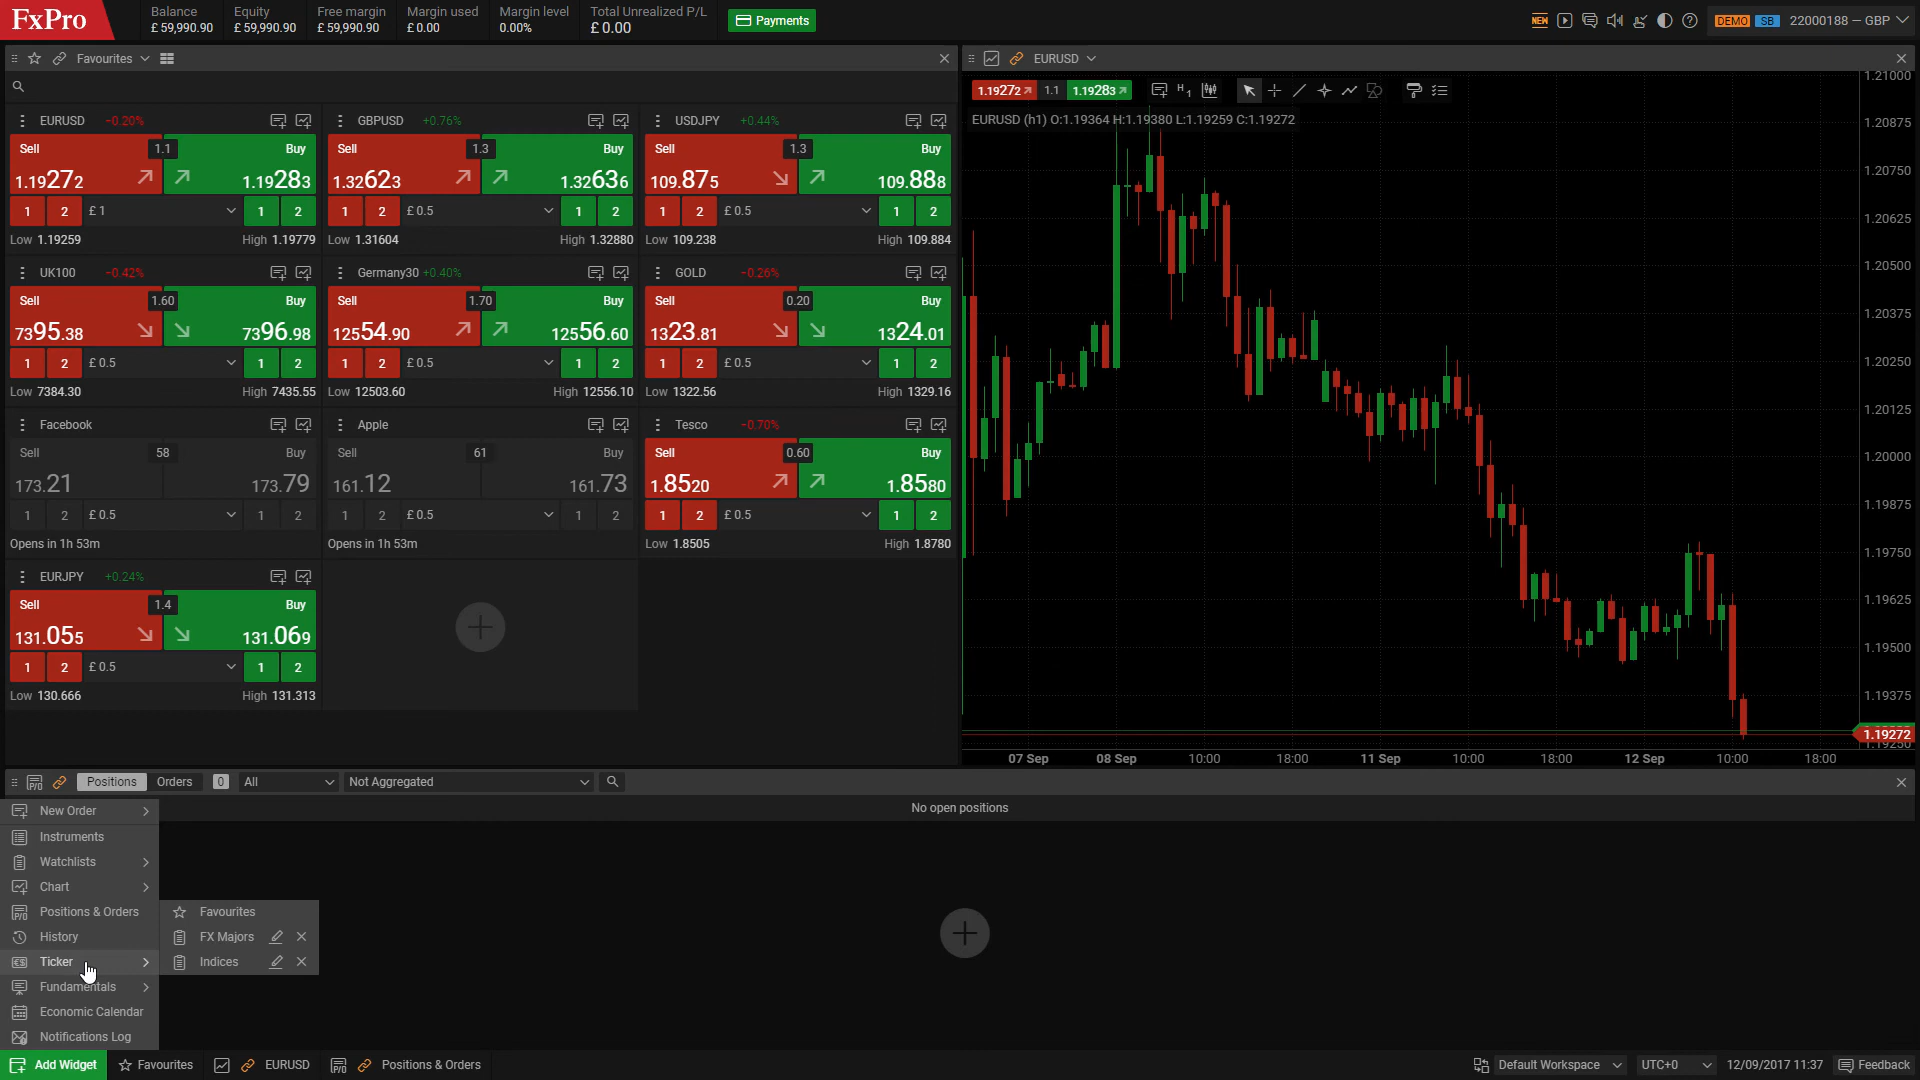 FxPro
Balance Equity Free margin Margin used Margin level Total Unrealized P/L
£ 59,990.90 £ 59,990.90 £ 59,990.90 £ 0.00 0.00% £ 0.00
Payments
NEW
DEMO SB 22000188 – GBP
Favourites
EURUSD −0.20%
Sell 1.1 Buy
1.19272 1.19283
1 2 £ 1 1 2
Low 1.19259 High 1.19779
GBPUSD +0.76%
Sell 1.3 Buy
1.32623 1.32636
1 2 £ 0.5 1 2
Low 1.31604 High 1.32880
USDJPY +0.44%
Sell 1.3 Buy
109.875 109.888
1 2 £ 0.5 1 2
Low 109.238 High 109.884
UK100 −0.42%
Sell 1.60 Buy
7395.38 7396.98
1 2 £ 0.5 1 2
Low 7384.30 High 7435.55
Germany30 +0.40%
Sell 1.70 Buy
12554.90 12556.60
1 2 £ 0.5 1 2
Low 12503.60 High 12556.10
GOLD −0.26%
Sell 0.20 Buy
1323.81 1324.01
1 2 £ 0.5 1 2
Low 1322.56 High 1329.16
Facebook
Sell 58 Buy
173.21 173.79
1 2 £ 0.5 1 2
Opens in 1h 53m
Apple
Sell 61 Buy
161.12 161.73
1 2 £ 0.5 1 2
Opens in 1h 53m
Tesco −0.70%
Sell 0.60 Buy
1.8520 1.8580
1 2 £ 0.5 1 2
Low 1.8505 High 1.8780
EURJPY +0.24%
Sell 1.4 Buy
131.055 131.069
1 2 £ 0.5 1 2
Low 130.666 High 131.313
EURUSD
1.19272 1.1 1.19283 H1
EURUSD (h1) O:1.19364 H:1.19380 L:1.19259 C:1.19272
1.21000
1.20875
1.20750
1.20625
1.20500
1.20375
1.20250
1.20125
1.20000
1.19875
1.19750
1.19625
1.19500
1.19375
1.19272
1.19250
07 Sep 08 Sep 10:00 18:00 11 Sep 10:00 18:00 12 Sep 10:00 18:00
Positions Orders 0 All Not Aggregated
No open positions
New Order
Instruments
Watchlists
Chart
Positions & Orders
History
Ticker
Fundamentals
Economic Calendar
Notifications Log
Favourites
FX Majors
Indices
Add Widget Favourites EURUSD Positions & Orders
Default Workspace UTC+0 12/09/2017 11:37 Feedback